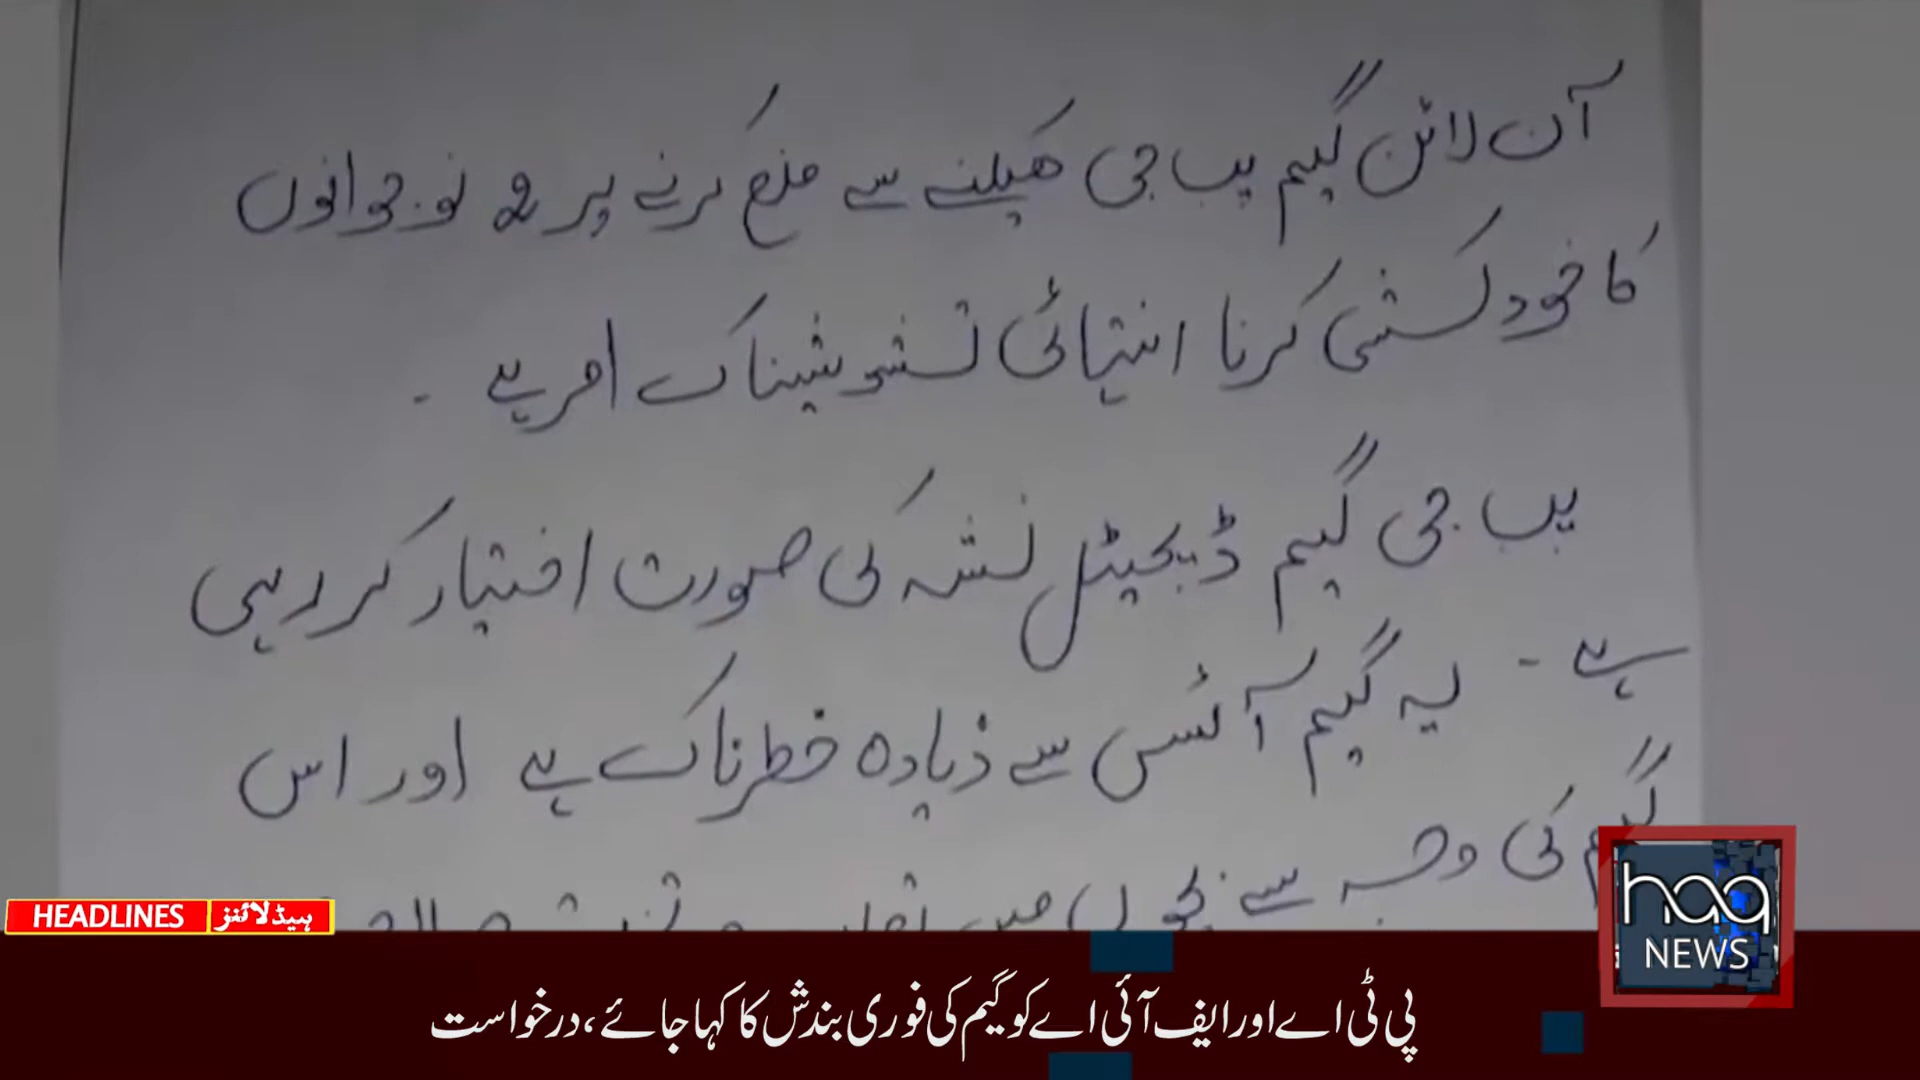 آن لائن گیم پب جی کھیلنے سے منع کرنے پر 2 نوجوانوں
کا خودکشی کرنا انتہائی تشویشناک امر ہے ۔
پب جی گیم ڈیجیٹل نشہ کی صورت اختیار کر رہی
ہے ۔ یہ گیم آئس سے زیادہ خطرناک ہے اور اس
گیم کی وجہ سے بچوں میں
HEADLINES ہیڈلائنز
haq NEWS
پی ٹی اے اور ایف آئی اے کو گیم کی فوری بندش کا کہا جائے، درخواست